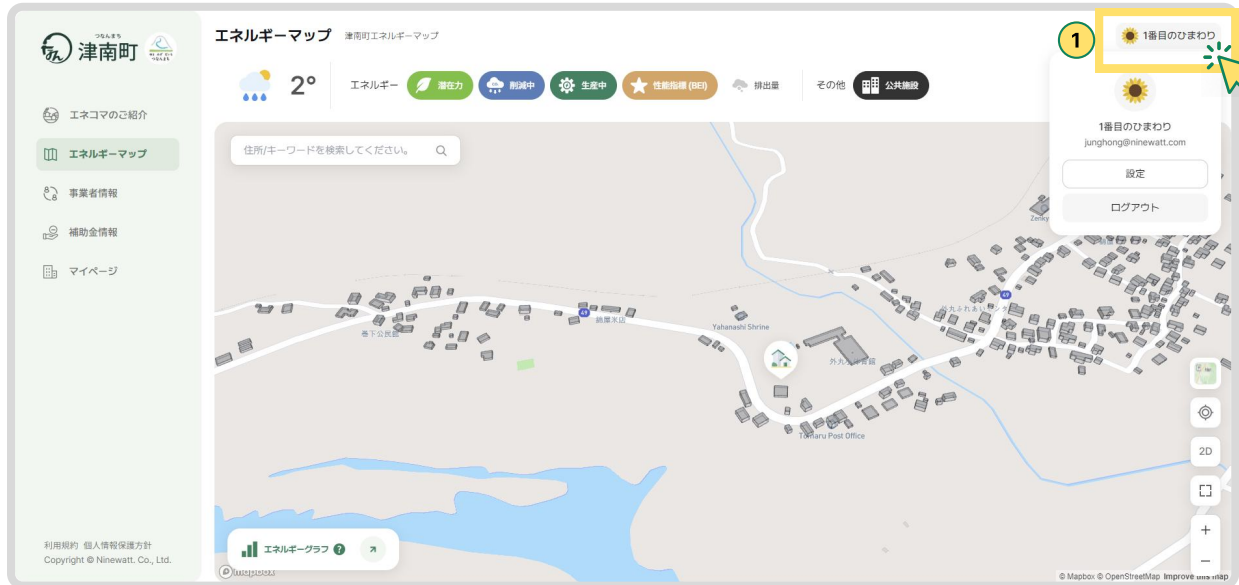 つなんまち
津南町
エネルギーマップ 津南町エネルギーマップ
1
1番目のひまわり
2°
エネルギー 潜在力 削減中 生産中 性能指標 (BEI) 排出量 その他 公共施設
エネコマのご紹介
エネルギーマップ
事業者情報
補助金情報
マイページ
住所/キーワードを検索してください。
1番目のひまわり
junghong@ninewatt.com
設定
ログアウト
49
49
Yahanashi Shrine
Tomaru Post Office
2D
+
−
エネルギーグラフ ?
mapbox
利用規約 個人情報保護方針
Copyright © Ninewatt. Co., Ltd.
© Mapbox © OpenStreetMap Improve this map